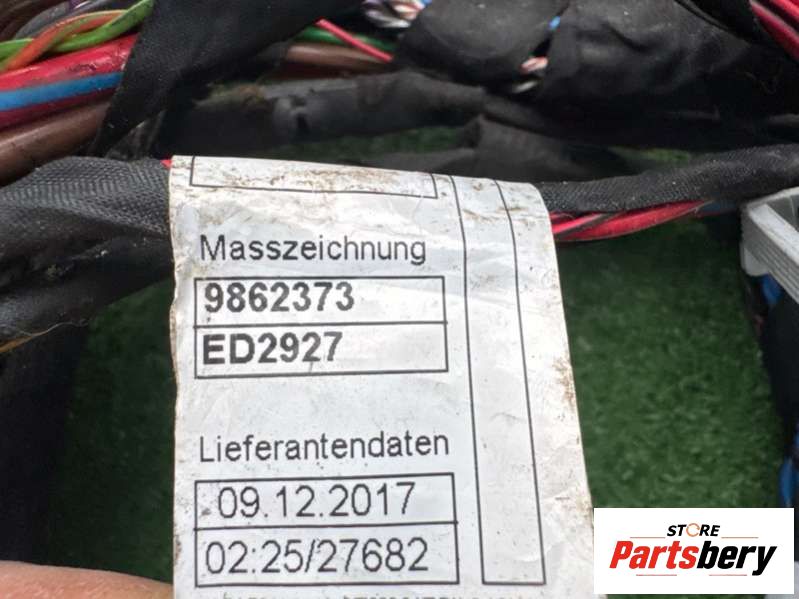 Masszeichnung
9862373
ED2927
Lieferantendaten
09.12.2017
02:25/27682
STORE
Partsbery